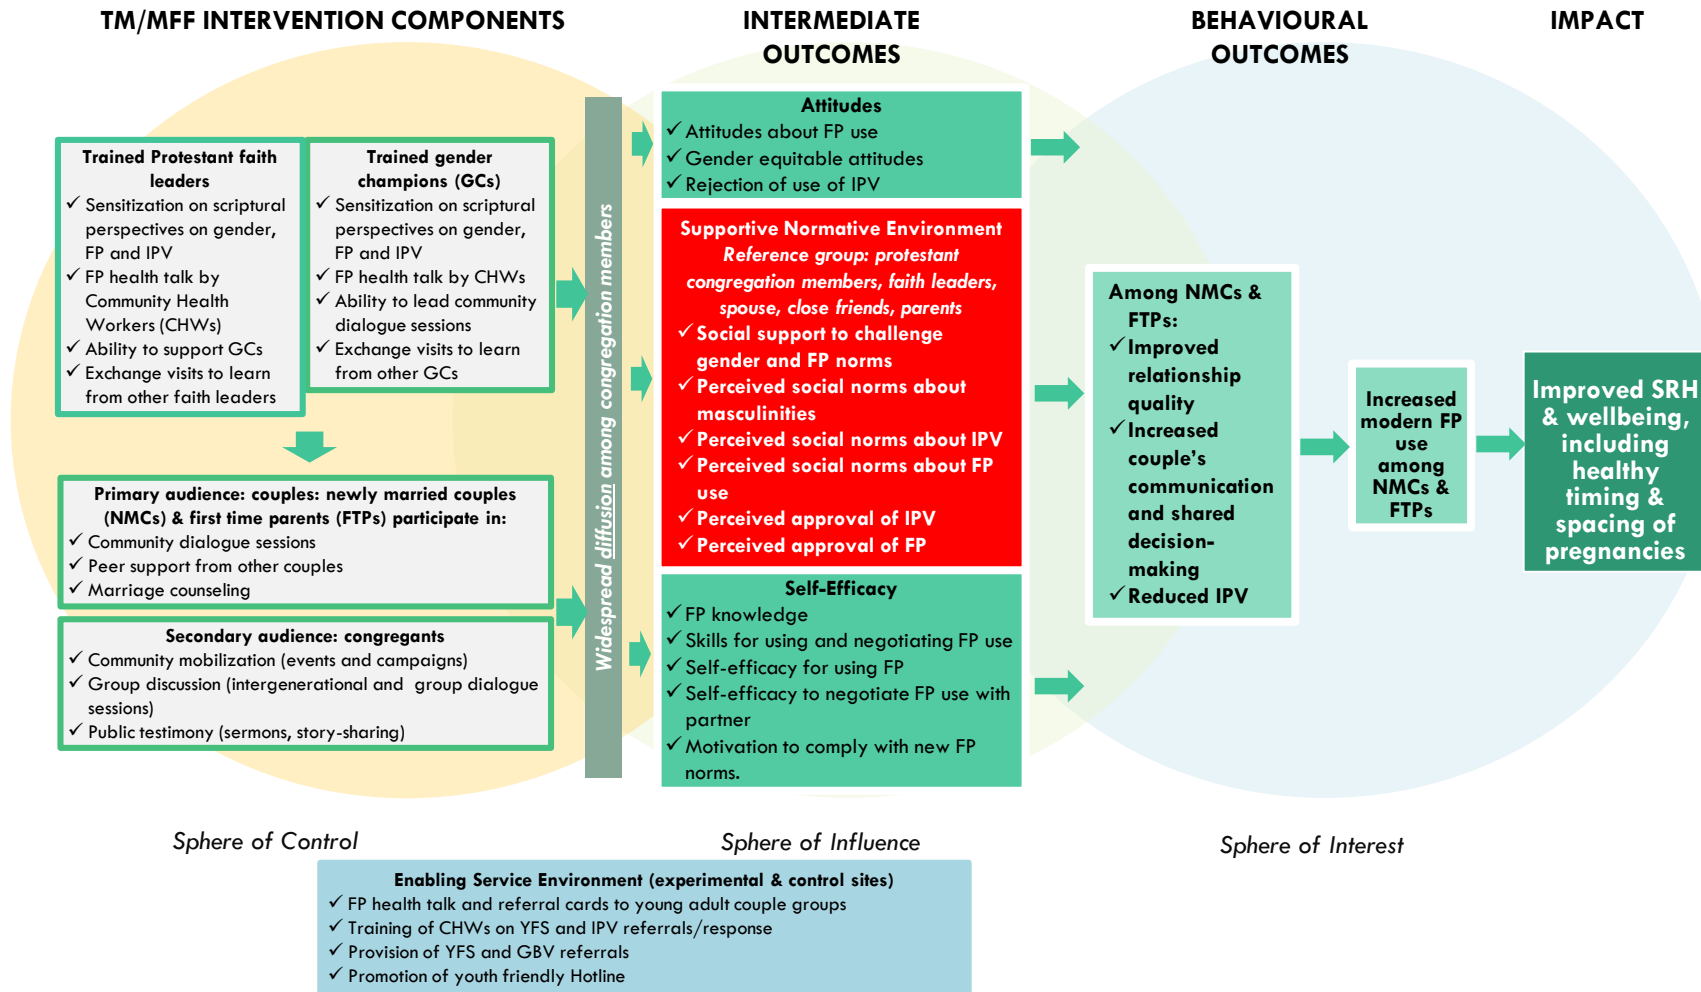 TM/MFF INTERVENTION COMPONENTS
INTERMEDIATE
OUTCOMES
BEHAVIOURAL
OUTCOMES
IMPACT
Trained Protestant faith
leaders
✓ Sensitization on scriptural
perspectives on gender,
FP and IPV
✓ FP health talk by
Community Health
Workers (CHWs)
✓ Ability to support GCs
✓ Exchange visits to learn
from other faith leaders
Trained gender
champions (GCs)
✓ Sensitization on scriptural
perspectives on gender,
FP and IPV
✓ FP health talk by CHWs
✓ Ability to lead community
dialogue sessions
✓ Exchange visits to learn
from other GCs
Primary audience: couples: newly married couples
(NMCs) & first time parents (FTPs) participate in:
✓ Community dialogue sessions
✓ Peer support from other couples
✓ Marriage counseling
Secondary audience: congregants
✓ Community mobilization (events and campaigns)
✓ Group discussion (intergenerational and group dialogue
sessions)
✓ Public testimony (sermons, story-sharing)
Widespread diffusion among congregation members
Attitudes
✓ Attitudes about FP use
✓ Gender equitable attitudes
✓ Rejection of use of IPV
Supportive Normative Environment
Reference group: protestant
congregation members, faith leaders,
spouse, close friends, parents
✓ Social support to challenge
gender and FP norms
✓ Perceived social norms about
masculinities
✓ Perceived social norms about IPV
✓ Perceived social norms about FP
use
✓ Perceived approval of IPV
✓ Perceived approval of FP
Self-Efficacy
✓ FP knowledge
✓ Skills for using and negotiating FP use
✓ Self-efficacy for using FP
✓ Self-efficacy to negotiate FP use with
partner
✓ Motivation to comply with new FP
norms.
Among NMCs &
FTPs:
✓ Improved
relationship
quality
✓ Increased
couple's
communication
and shared
decision-
making
✓ Reduced IPV
Increased
modern FP
use
among
NMCs &
FTPs
Improved SRH
& wellbeing,
including
healthy
timing &
spacing of
pregnancies
Sphere of Control
Sphere of Influence
Sphere of Interest
Enabling Service Environment (experimental & control sites)
✓ FP health talk and referral cards to young adult couple groups
✓ Training of CHWs on YFS and IPV referrals/response
✓ Provision of YFS and GBV referrals
✓ Promotion of youth friendly Hotline